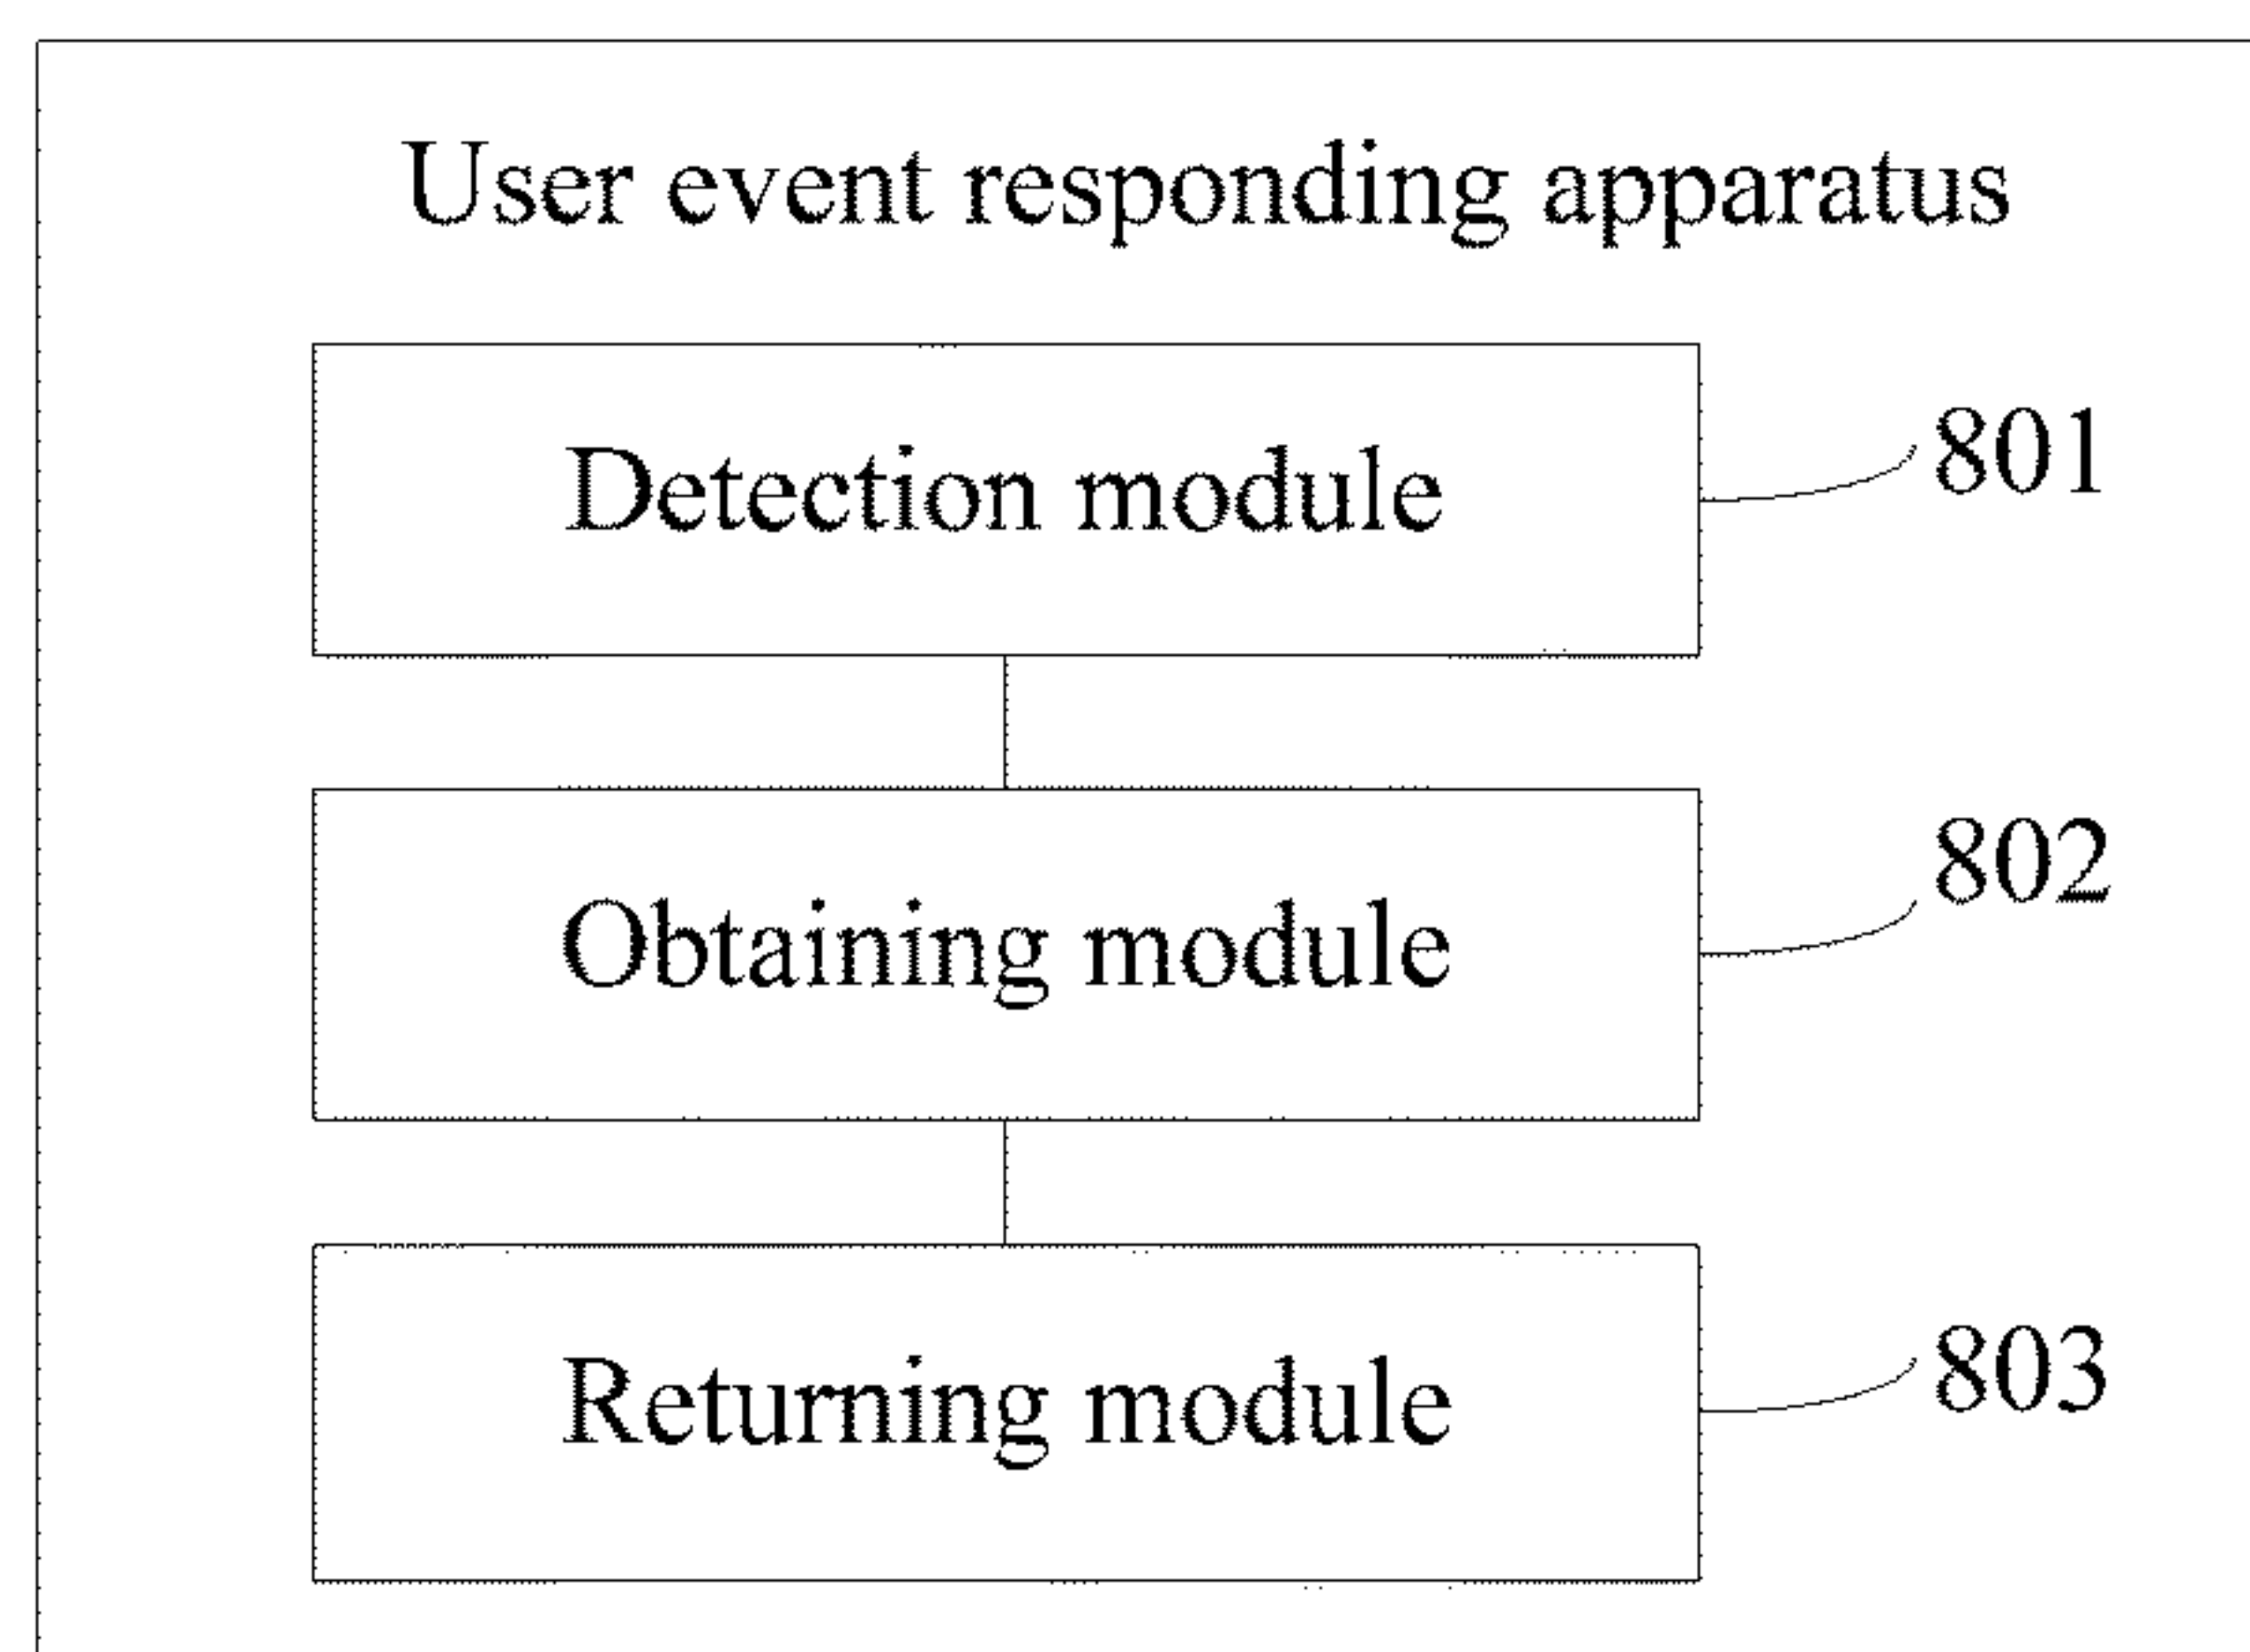 User event responding apparatus
Detection module
801
802
Obtaining module
803
Returning module